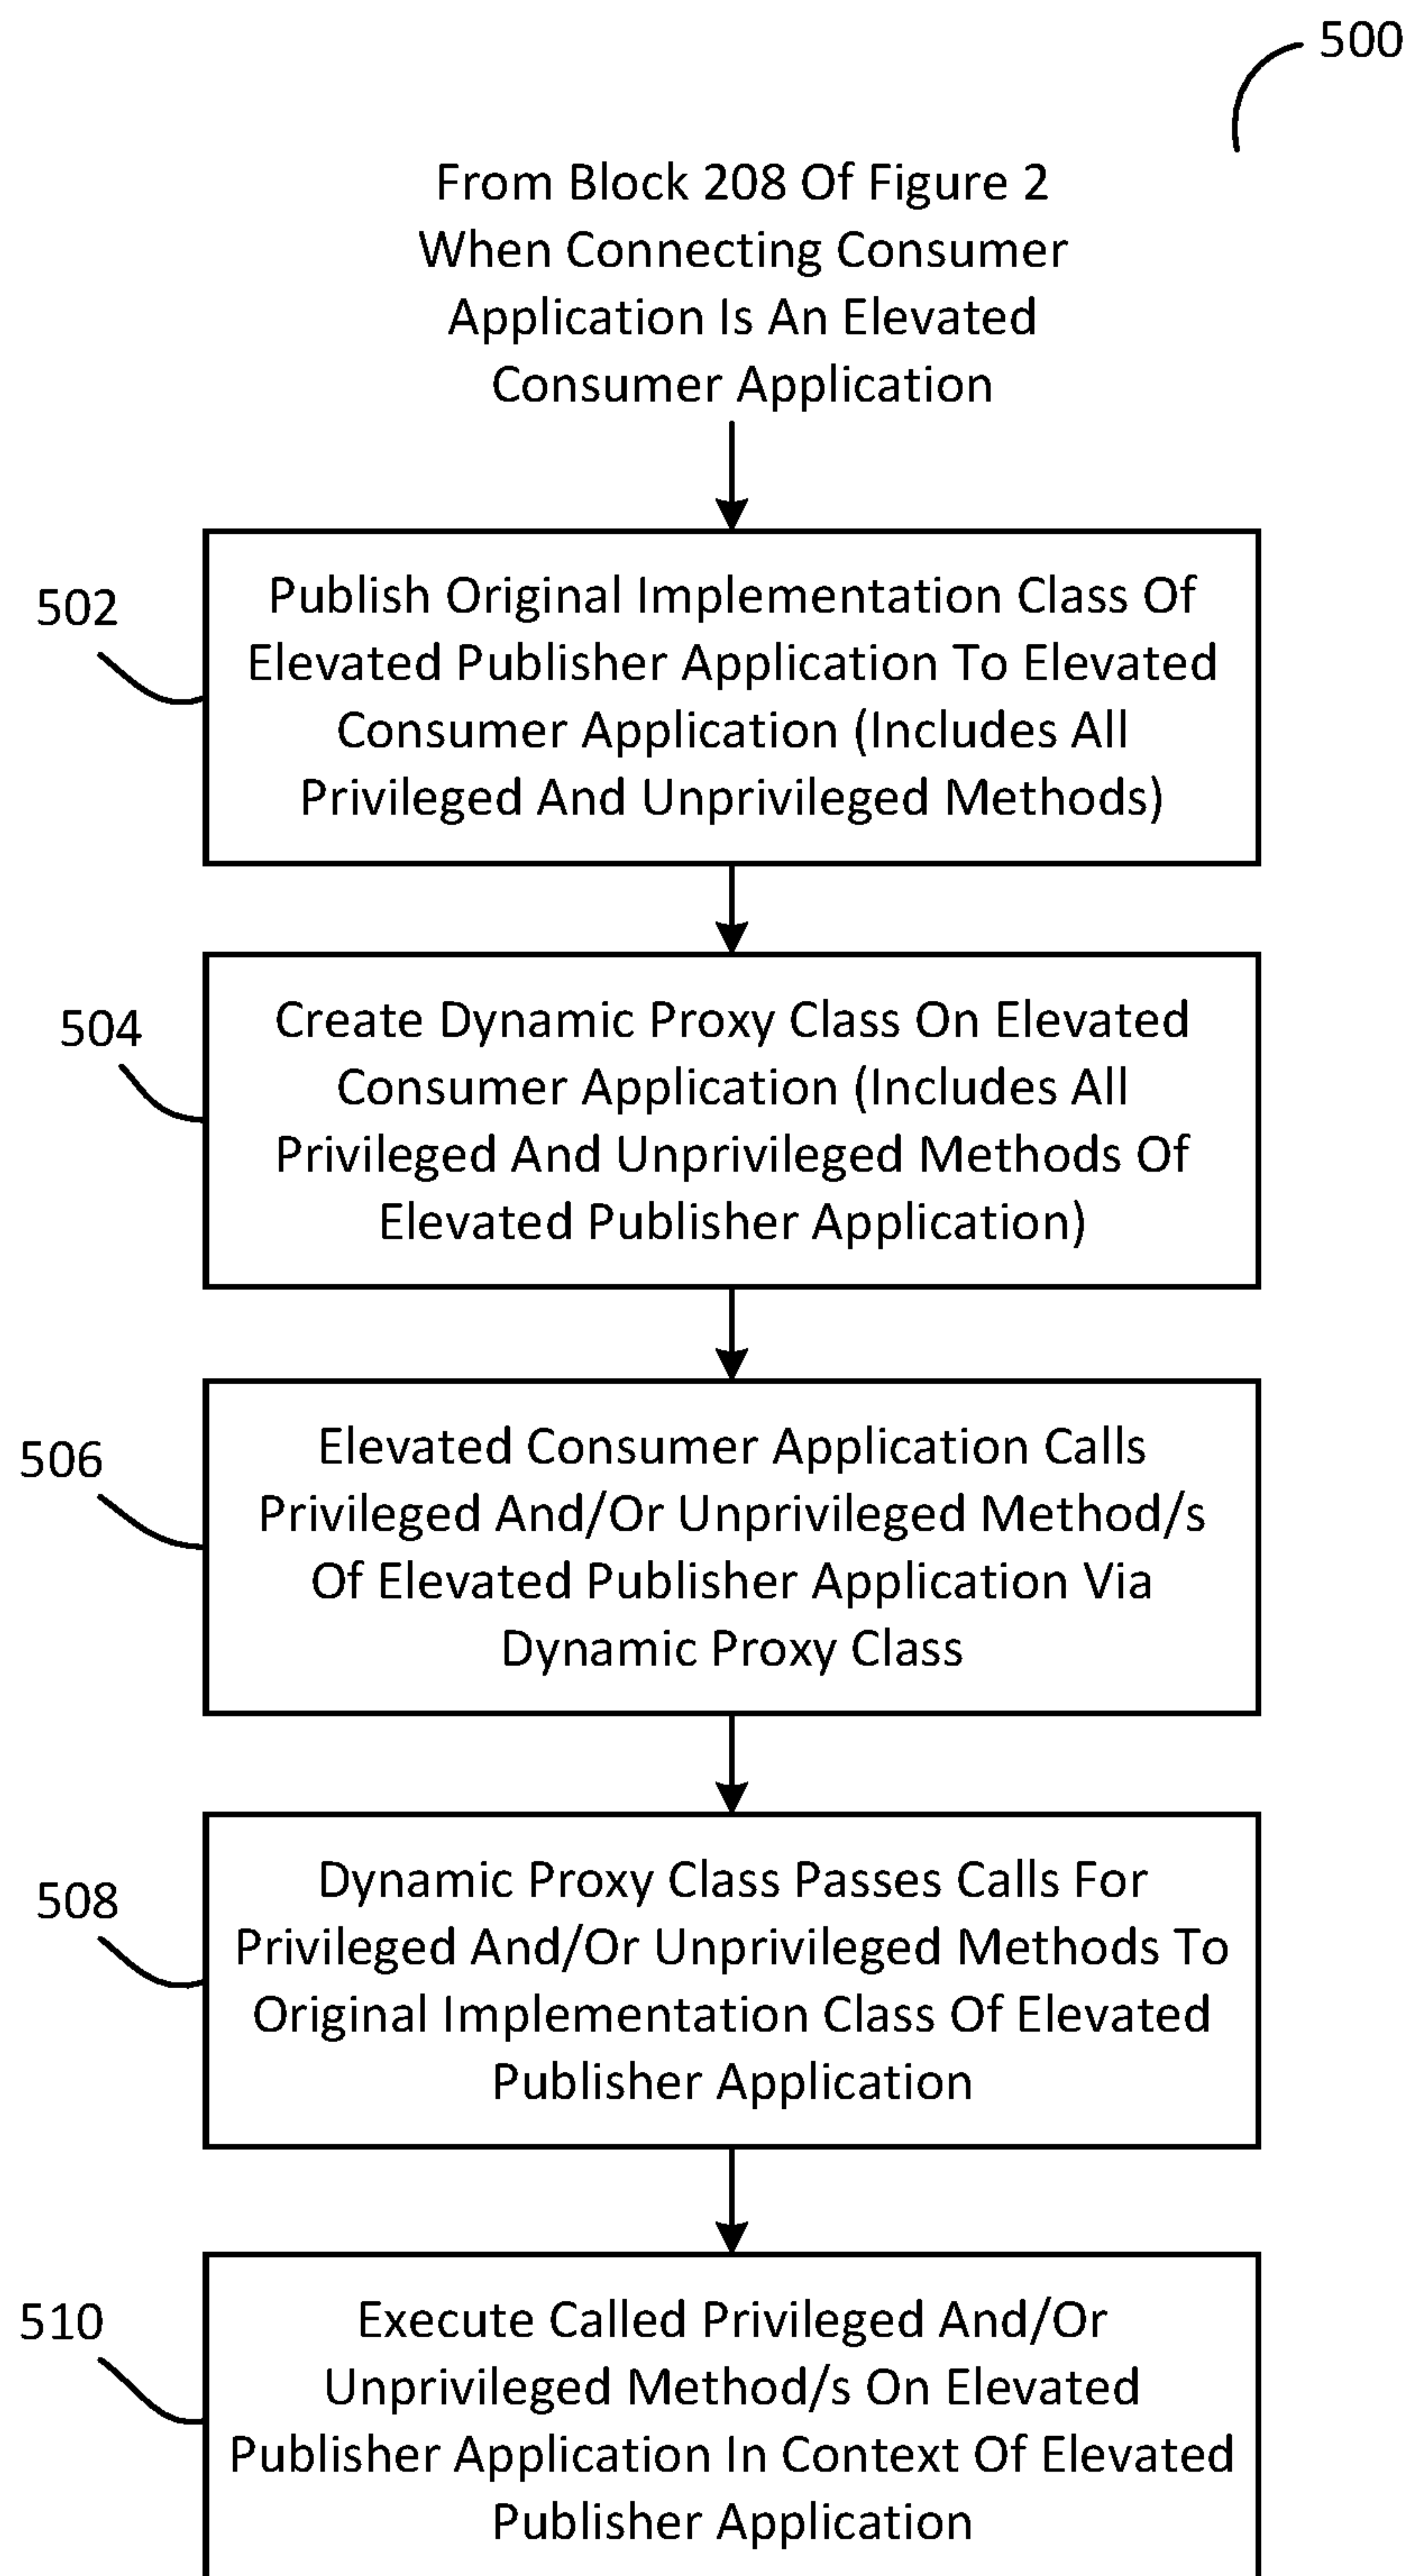 500
From Block 208 Of Figure 2
When Connecting Consumer
Application Is An Elevated
Consumer Application
502
Publish Original Implementation Class Of
Elevated Publisher Application To Elevated
Consumer Application (Includes All
Privileged And Unprivileged Methods)
504
Create Dynamic Proxy Class On Elevated
Consumer Application (Includes All
Privileged And Unprivileged Methods Of
Elevated Publisher Application)
506
Elevated Consumer Application Calls
Privileged And/Or Unprivileged Method/s
Of Elevated Publisher Application Via
Dynamic Proxy Class
508
Dynamic Proxy Class Passes Calls For
Privileged And/Or Unprivileged Methods To
Original Implementation Class Of Elevated
Publisher Application
510
Execute Called Privileged And/Or
Unprivileged Method/s On Elevated
Publisher Application In Context Of Elevated
Publisher Application